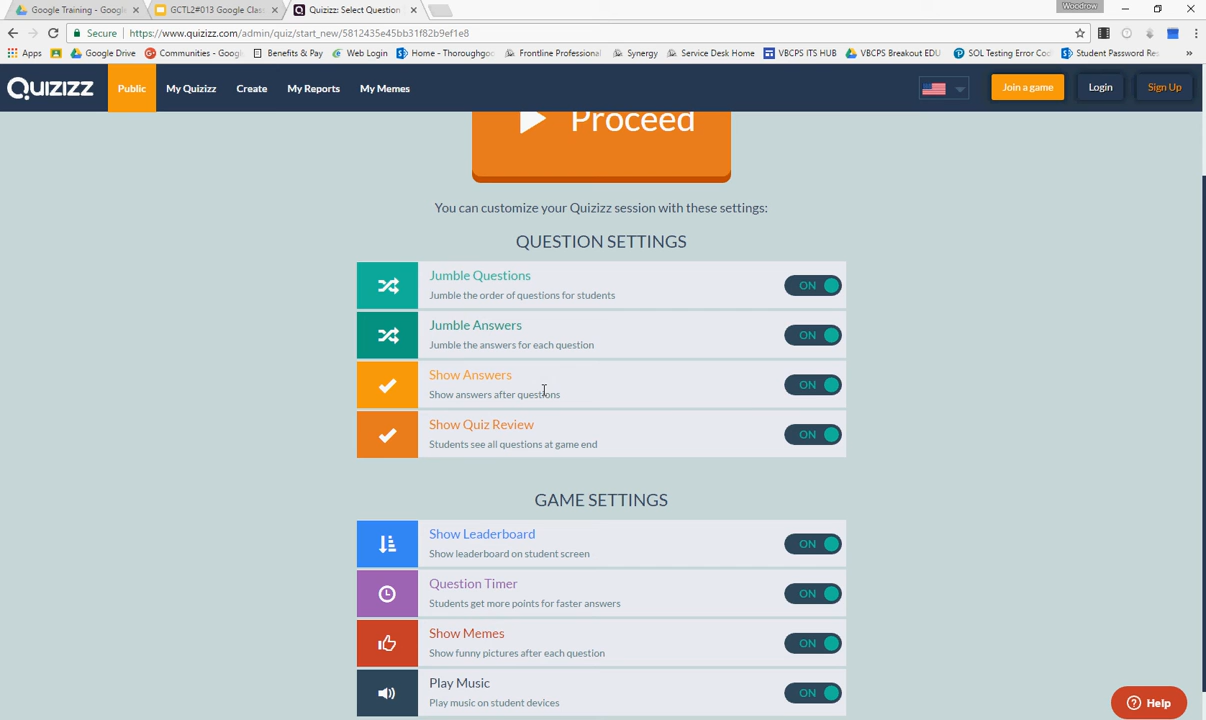 Woodrow
Google Training - Google
GCTL2#013 Google Clas
Quizizz: Select Question
Secure https://www.quizizz.com/admin/quiz/start_new/5812435e45bb31f82b9ef1e8
Apps Google Drive Communities - Googl Benefits & Pay Web Login Home - Thoroughgoo Frontline Professional Synergy Service Desk Home VBCPS ITS HUB VBCPS Breakout EDU SOL Testing Error Cod Student Password Res »
QUIZIZZ Public My Quizizz Create My Reports My Memes Join a game Login Sign Up
Proceed
You can customize your Quizizz session with these settings:
QUESTION SETTINGS
Jumble Questions
Jumble the order of questions for students
ON
Jumble Answers
Jumble the answers for each question
ON
Show Answers
Show answers after questions
ON
Show Quiz Review
Students see all questions at game end
ON
GAME SETTINGS
Show Leaderboard
Show leaderboard on student screen
ON
Question Timer
Students get more points for faster answers
ON
Show Memes
Show funny pictures after each question
ON
Play Music
Play music on student devices
ON
Help